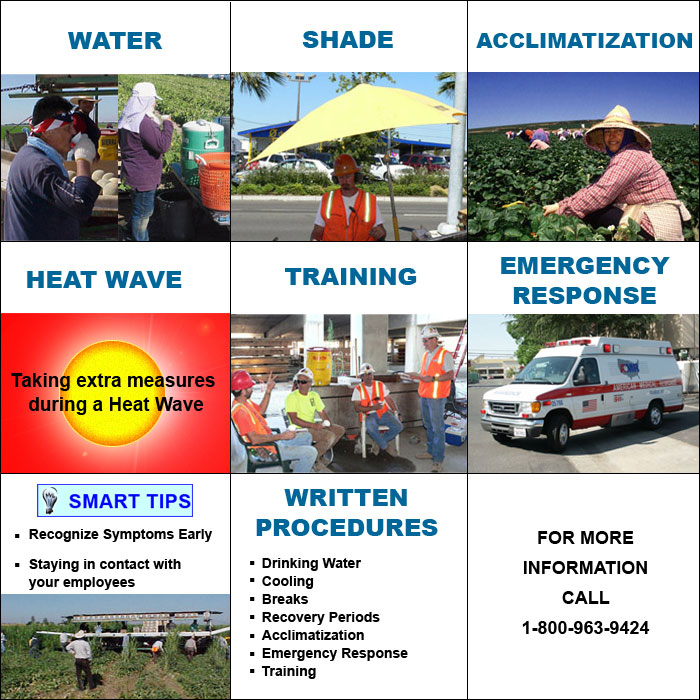 WATER
SHADE
ACCLIMATIZATION
HEAT WAVE
Taking extra measures
during a Heat Wave
TRAINING
EMERGENCY
RESPONSE
AMERICAN MEDICAL
SMART TIPS
Recognize Symptoms Early
Staying in contact with
your employees
WRITTEN
PROCEDURES
Drinking Water
Cooling
Breaks
Recovery Periods
Acclimatization
Emergency Response
Training
FOR MORE
INFORMATION
CALL
1-800-963-9424